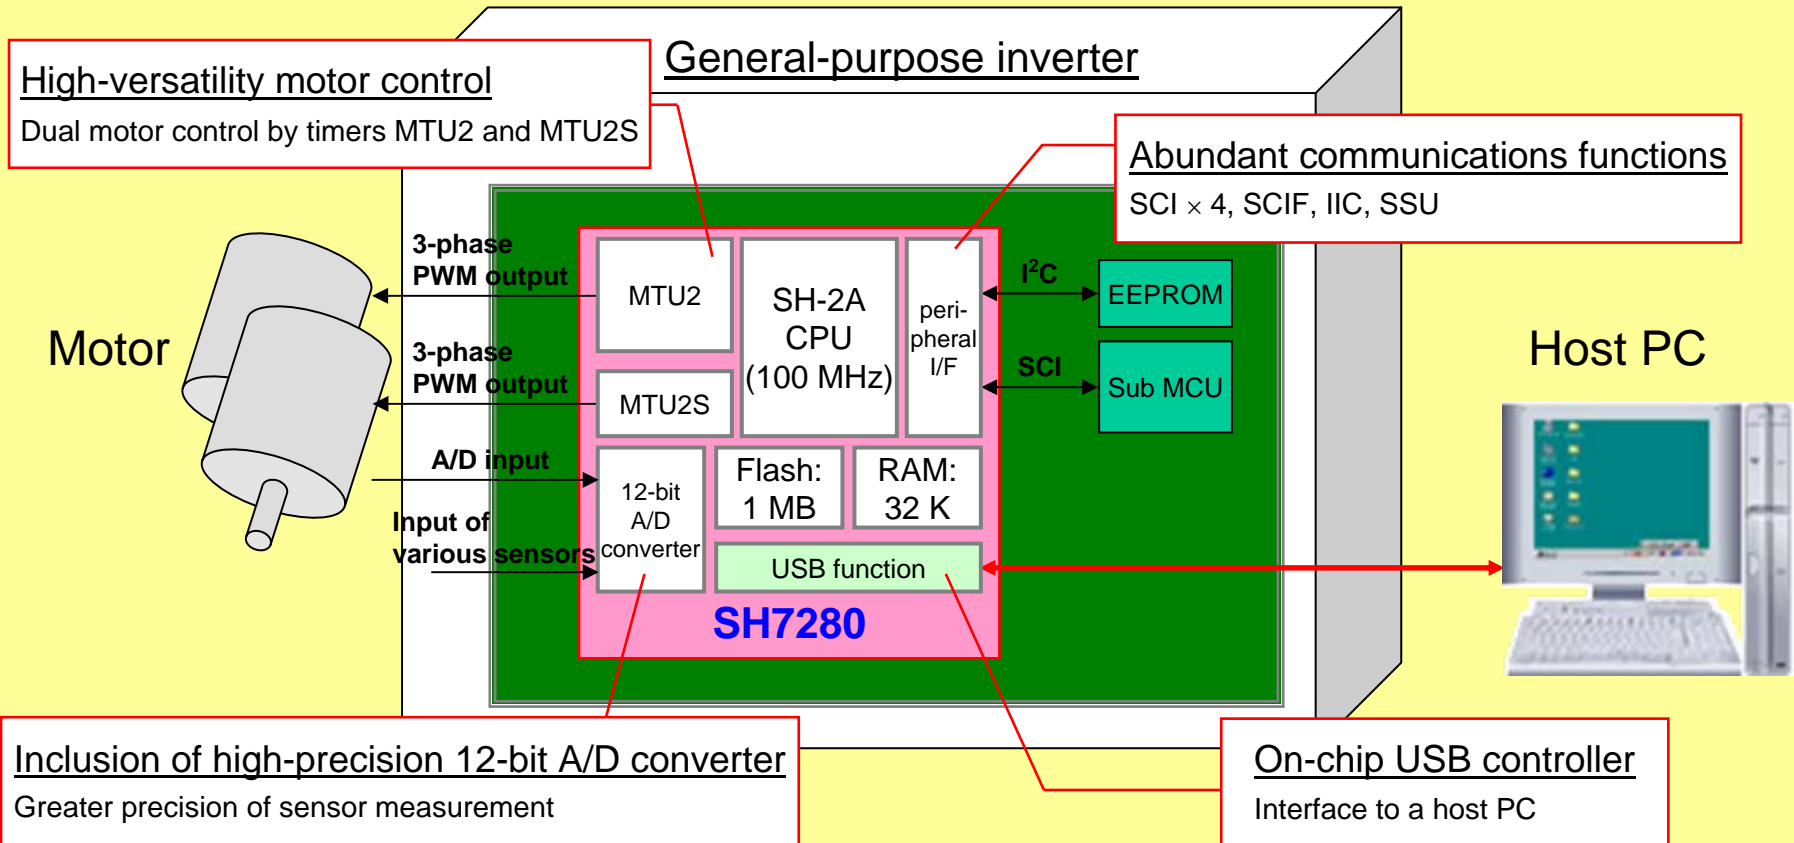 General-purpose inverter
High-versatility motor control
Dual motor control by timers MTU2 and MTU2S
Abundant communications functions
SCI × 4, SCIF, IIC, SSU
3-phase
PWM output
MTU2
SH-2A
CPU
(100 MHz)
peri-
pheral
I/F
I²C
EEPROM
Motor
3-phase
PWM output
MTU2S
SCI
Sub MCU
Host PC
A/D input
12-bit
A/D
converter
Flash:
1 MB
RAM:
32 K
Input of
various sensors
USB function
SH7280
Inclusion of high-precision 12-bit A/D converter
Greater precision of sensor measurement
On-chip USB controller
Interface to a host PC